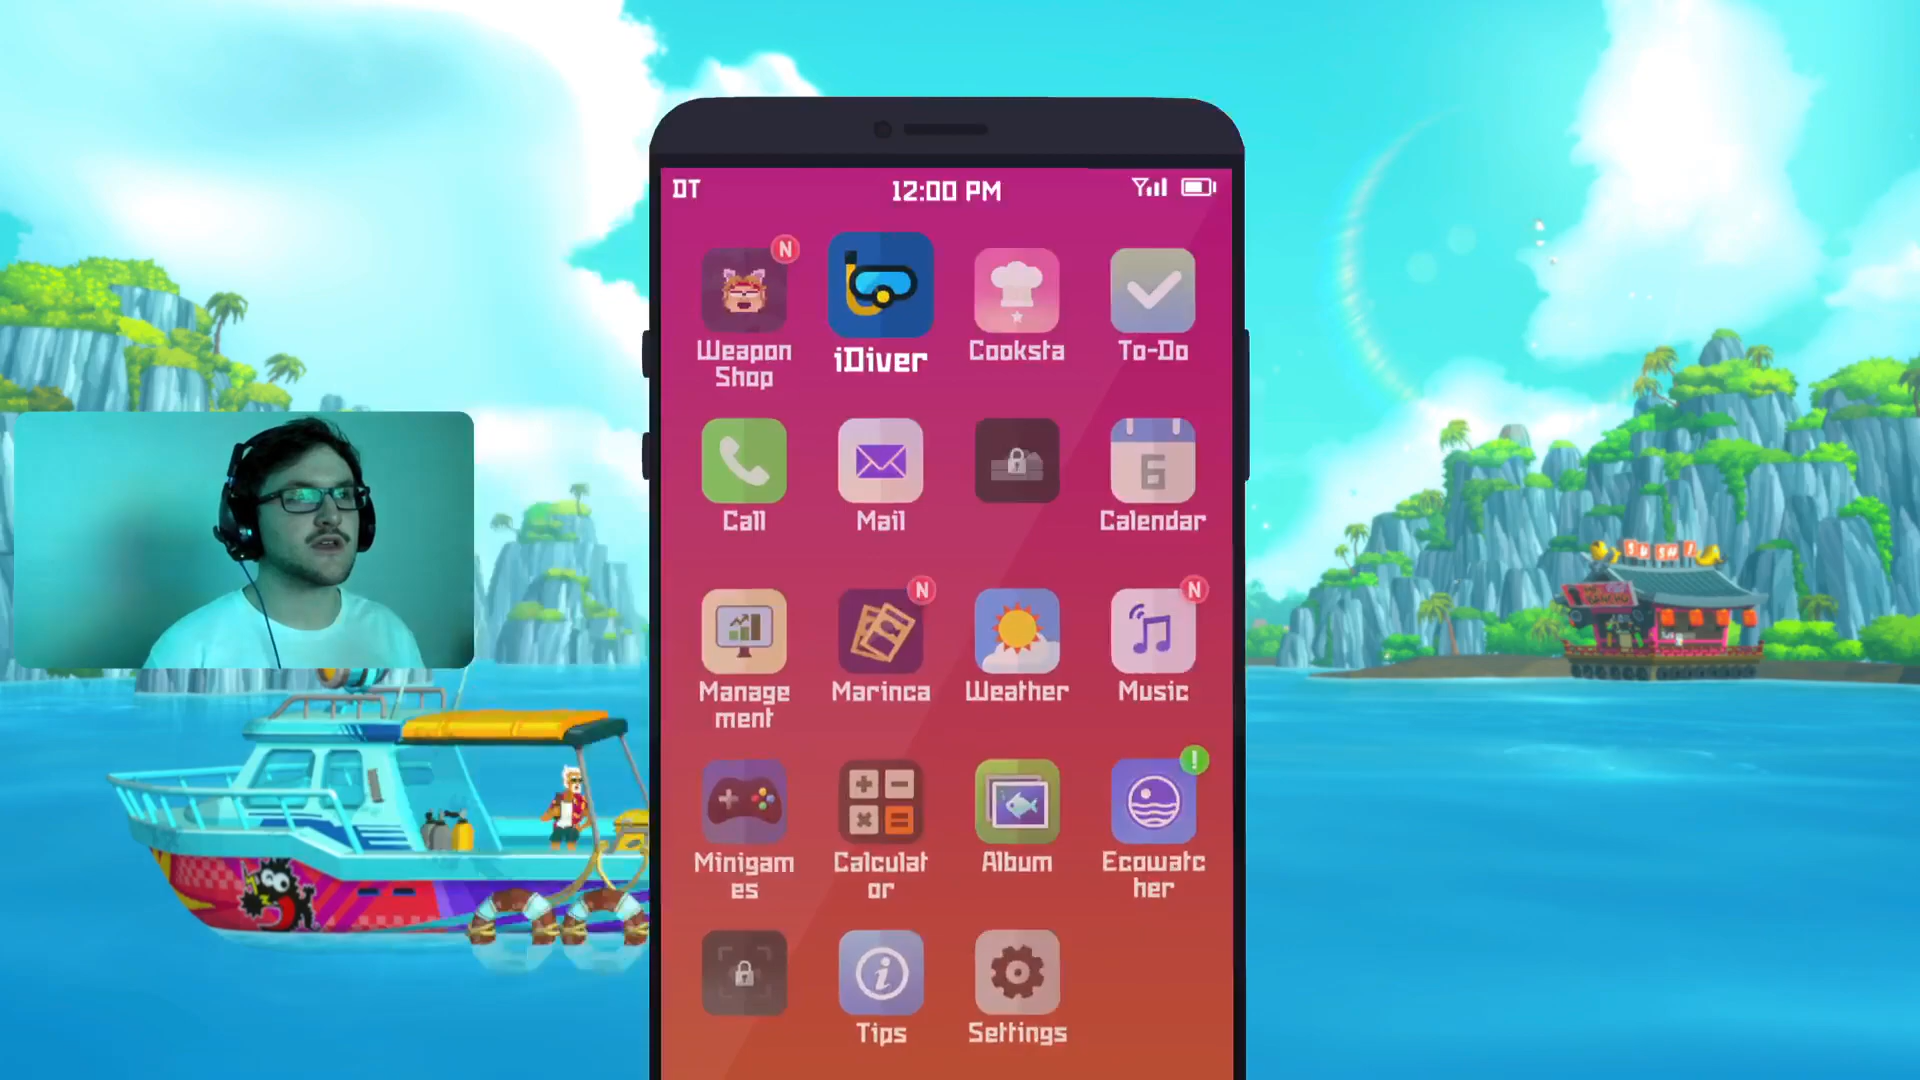 DT
12:00 PM
N
Weapon
Shop
iDiver
Cooksta
To-Do
Call
Mail
6
Calendar
N
N
Manage
ment
Marinca
Weather
Music
!
Minigam
es
Calculat
or
Album
Ecowatc
her
Tips
Settings
SUSHI